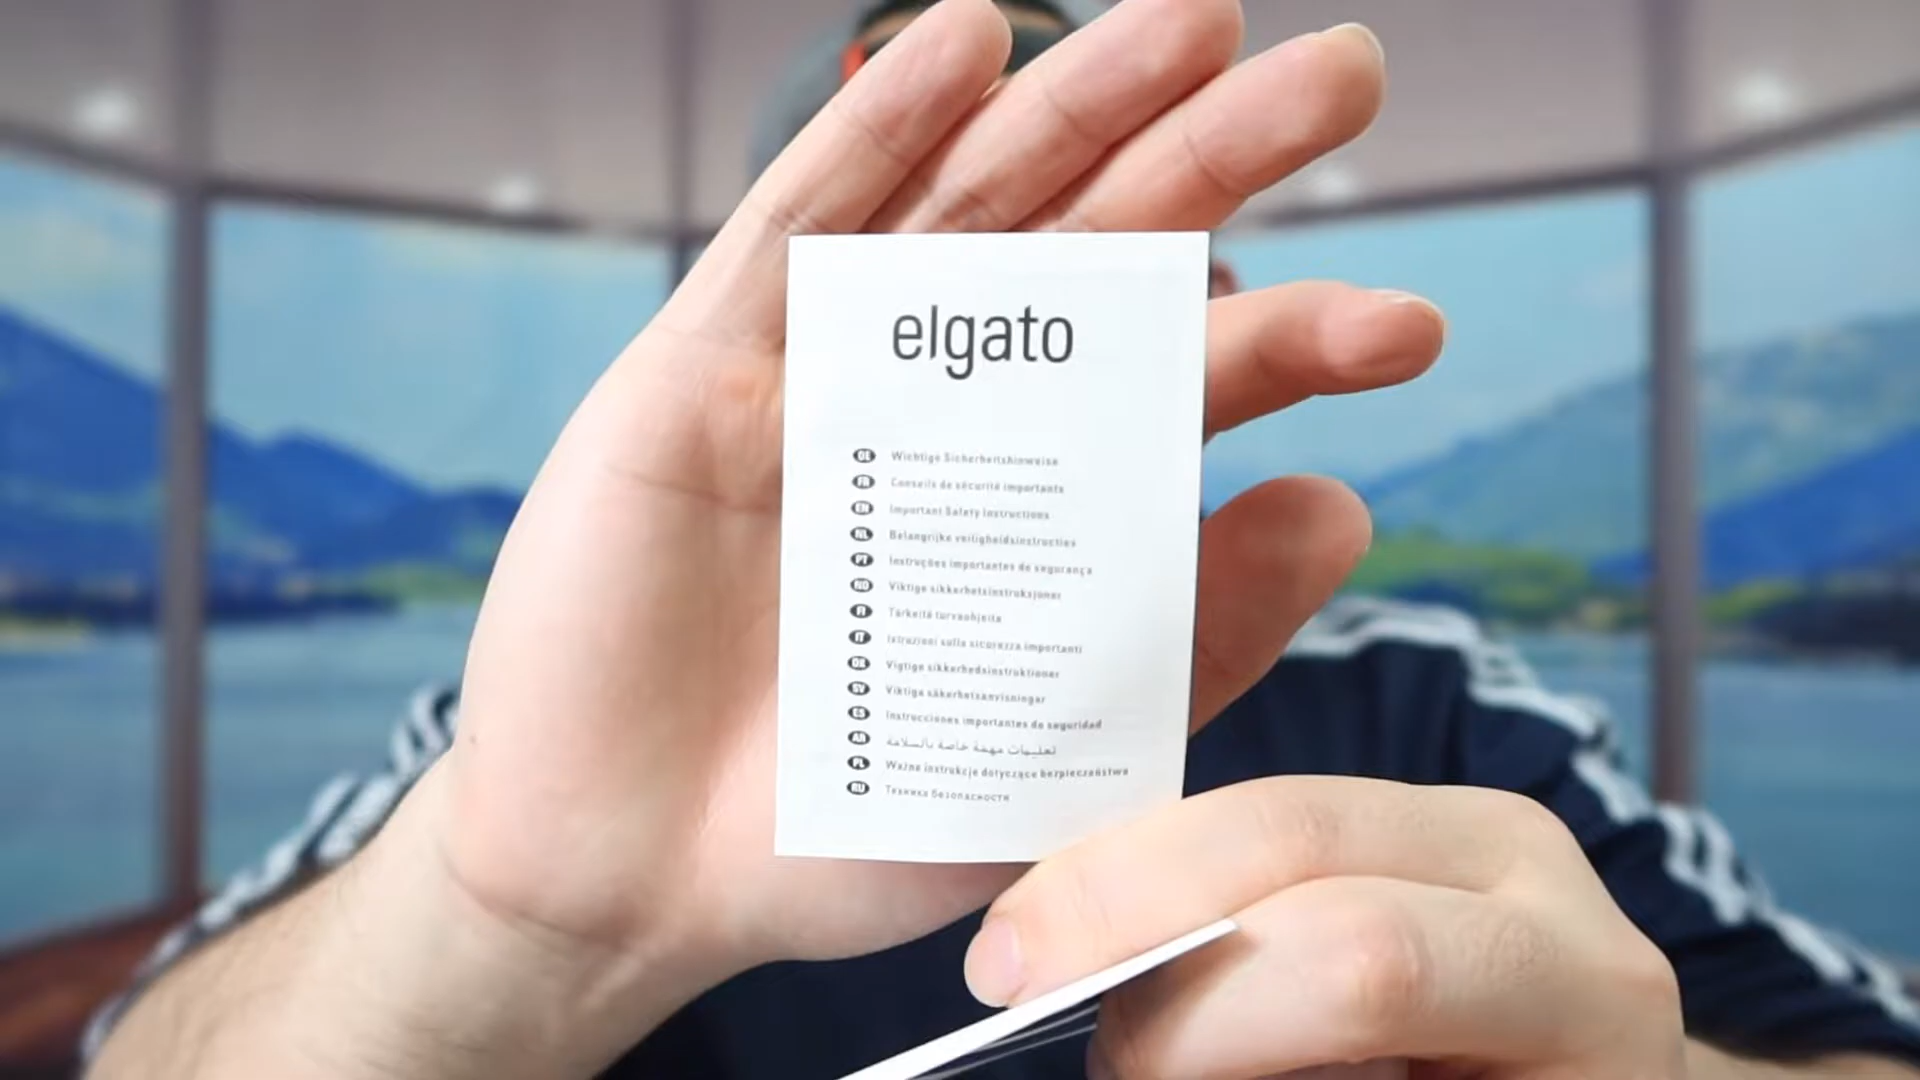 elgato
DE Wichtige Sicherheitshinweise
FR Conseils de sécurité importants
EN Important Safety Instructions
NL Belangrijke veiligheidsinstructies
PT Instruções importantes de segurança
NO Viktige sikkerhetsinstruksjoner
FI Tärkeitä turvaohjeita
IT Istruzioni sulla sicurezza importanti
DK Vigtige sikkerhedsinstruktioner
SV Viktiga säkerhetsanvisningar
ES Instrucciones importantes de seguridad
AR تعليمات مهمة خاصة بالسلامة
PL Ważne instrukcje dotyczące bezpieczeństwa
RU Техника безопасности